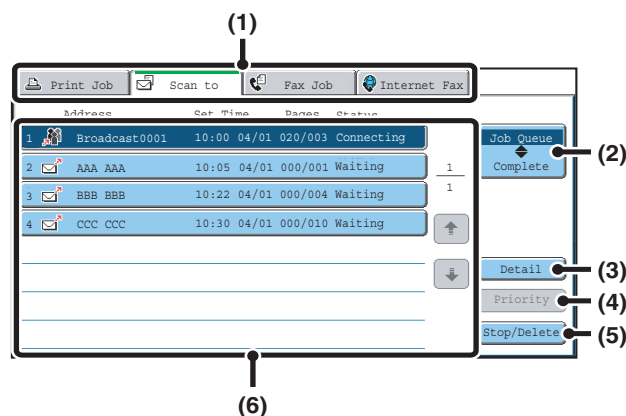 (1)
Print Job Scan to Fax Job Internet Fax
Address Set Time Pages Status
1 Broadcast0001 10:00 04/01 020/003 Connecting
2 AAA AAA 10:05 04/01 000/001 Waiting
3 BBB BBB 10:22 04/01 000/004 Waiting
4 CCC CCC 10:30 04/01 000/010 Waiting
1
1
Job Queue
Complete
(2)
Detail
(3)
Priority
(4)
Stop/Delete
(5)
(6)